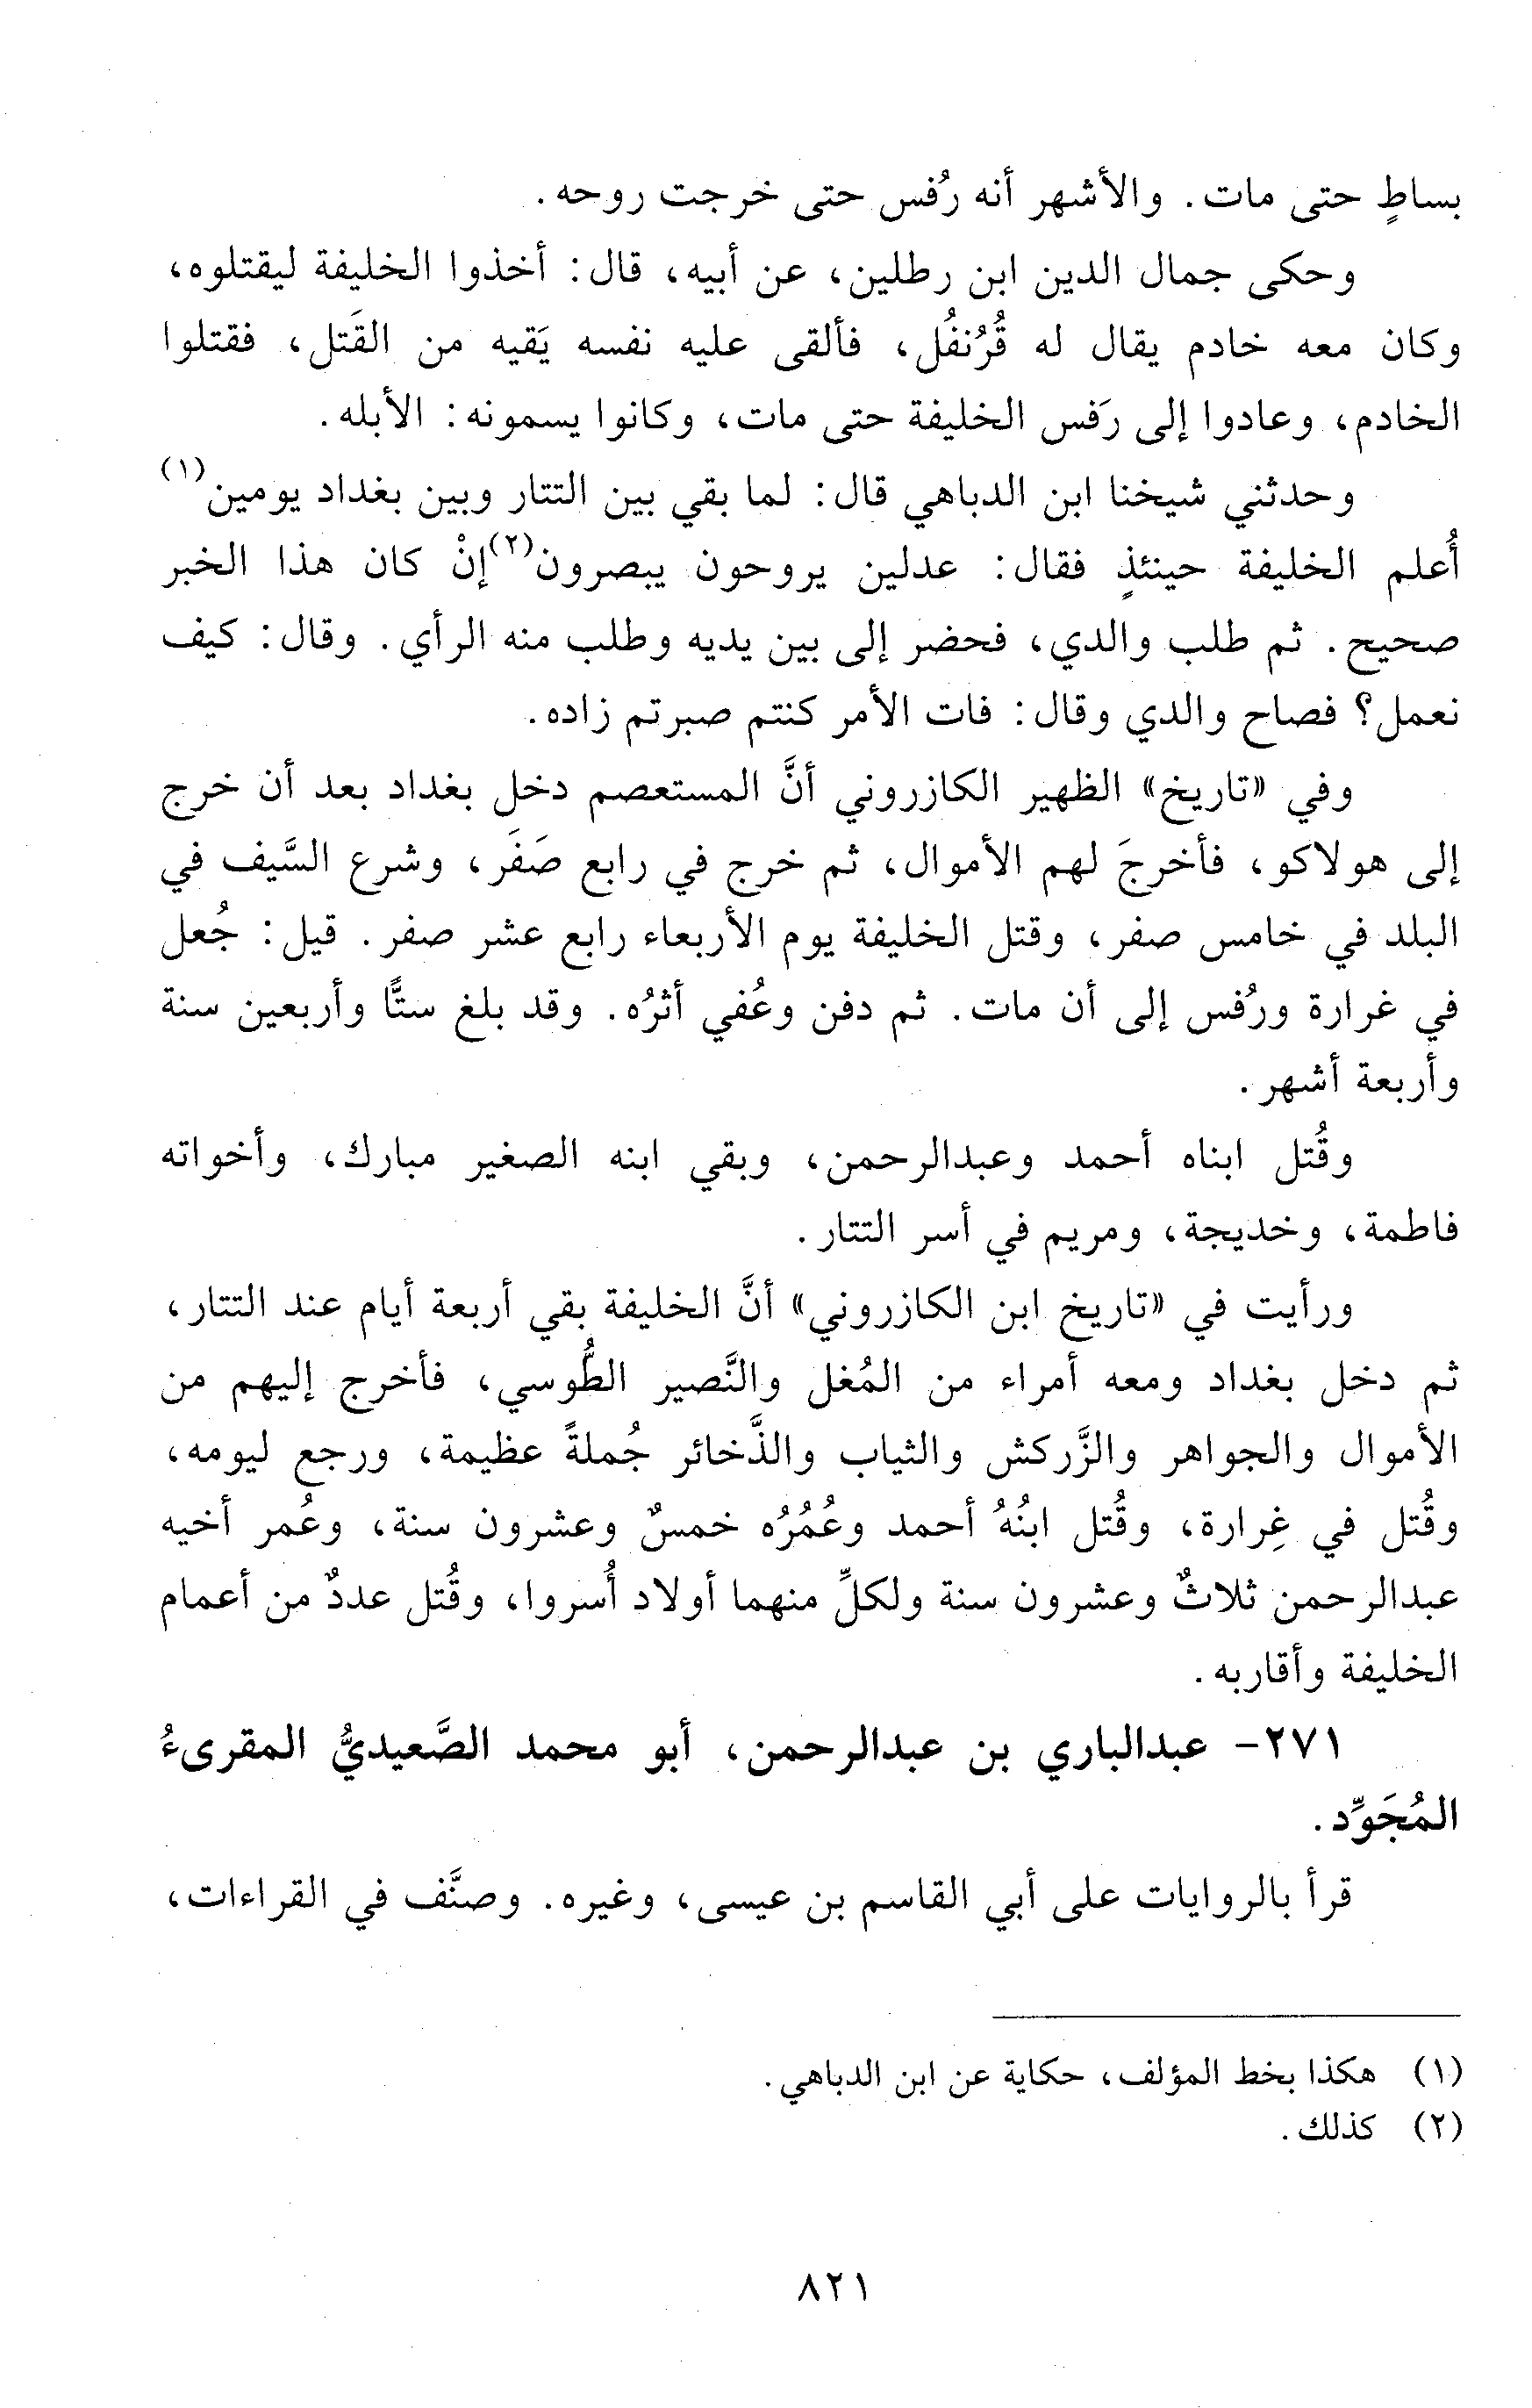 بساطٍ حتى مات. والأشهر أنه رُفس حتى خرجت روحه.
وحكى جمال الدين ابن رطلين، عن أبيه، قال: أخذوا الخليفة ليقتلوه،
وكان معه خادم يقال له قُرُنفُل، فألقى عليه نفسه يَقيه من القَتل، فقتلوا
الخادم، وعادوا إلى رَفس الخليفة حتى مات، وكانوا يسمونه: الأبله.
وحدثني شيخنا ابن الدباهي قال: لما بقي بين التتار وبين بغداد يومين(١)
أُعلم الخليفة حينئذٍ فقال: عدلين يروحون يبصرون(٢) إنْ كان هذا الخبر
صحيح. ثم طلب والدي، فحضر إلى بين يديه وطلب منه الرأي. وقال: كيف
نعمل؟ فصاح والدي وقال: فات الأمر كنتم صبرتم زاده.
وفي «تاريخ» الظهير الكازروني أنَّ المستعصم دخل بغداد بعد أن خرج
إلى هولاكو، فأخرجَ لهم الأموال، ثم خرج في رابع صَفَر، وشرع السَّيف في
البلد في خامس صفر، وقتل الخليفة يوم الأربعاء رابع عشر صفر. قيل: جُعل
في غرارة ورُفس إلى أن مات. ثم دفن وعُفي أثرُه. وقد بلغ ستًّا وأربعين سنة
وأربعة أشهر.
وقُتل ابناه أحمد وعبدالرحمن، وبقي ابنه الصغير مبارك، وأخواته
فاطمة، وخديجة، ومريم في أسر التتار.
ورأيت في «تاريخ ابن الكازروني» أنَّ الخليفة بقي أربعة أيام عند التتار،
ثم دخل بغداد ومعه أمراء من المُغل والنَّصير الطُّوسي، فأخرج إليهم من
الأموال والجواهر والزَّركش والثياب والذَّخائر جُملةً عظيمة، ورجع ليومه،
وقُتل في غِرارة، وقُتل ابنُهُ أحمد وعُمُرُه خمسٌ وعشرون سنة، وعُمر أخيه
عبدالرحمن ثلاثٌ وعشرون سنة ولكلِّ منهما أولاد أُسروا، وقُتل عددٌ من أعمام
الخليفة وأقاربه.
٢٧١- عبدالباري بن عبدالرحمن، أبو محمد الصَّعيديُّ المقرىءُ
المُجَوِّد.
قرأ بالروايات على أبي القاسم بن عيسى، وغيره. وصنَّف في القراءات،
(١) هكذا بخط المؤلف، حكاية عن ابن الدباهي.
(٢) كذلك.
٨٢١